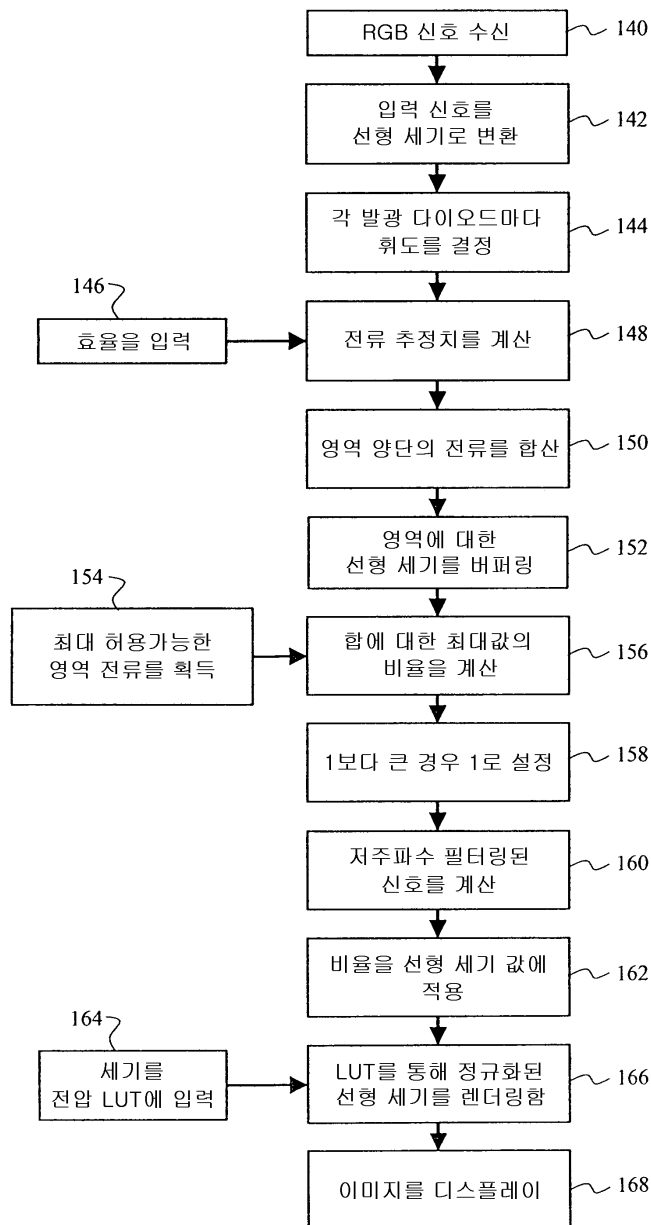 RGB 신호 수신
140
입력 신호를
선형 세기로 변환
142
각 발광 다이오드마다
휘도를 결정
144
146
효율을 입력
전류 추정치를 계산
148
영역 양단의 전류를 합산
150
영역에 대한
선형 세기를 버퍼링
152
154
최대 허용가능한
영역 전류를 획득
합에 대한 최대값의
비율을 계산
156
1보다 큰 경우 1로 설정
158
저주파수 필터링된
신호를 계산
160
비율을 선형 세기 값에
적용
162
164
세기를
전압 LUT에 입력
LUT를 통해 정규화된
선형 세기를 렌더링함
166
이미지를 디스플레이
168